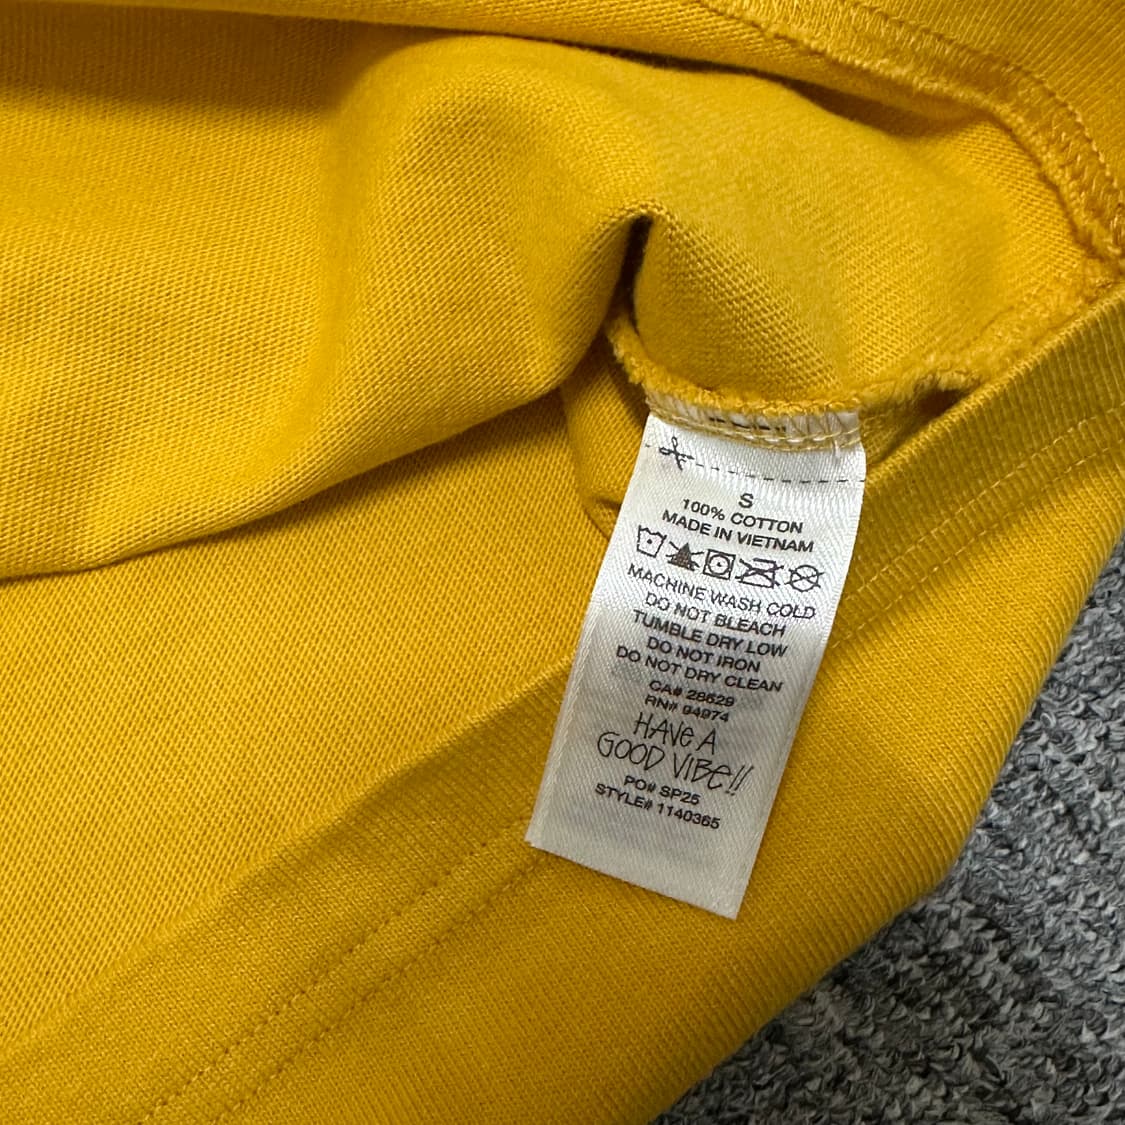 S
100% COTTON
MADE IN VIETNAM
MACHINE WASH COLD
DO NOT BLEACH
TUMBLE DRY LOW
DO NOT IRON
DO NOT DRY CLEAN
CA# 28629
RN# 94974
HAVE A
GOOD VIBE!!
PO# SP25
STYLE# 1140365